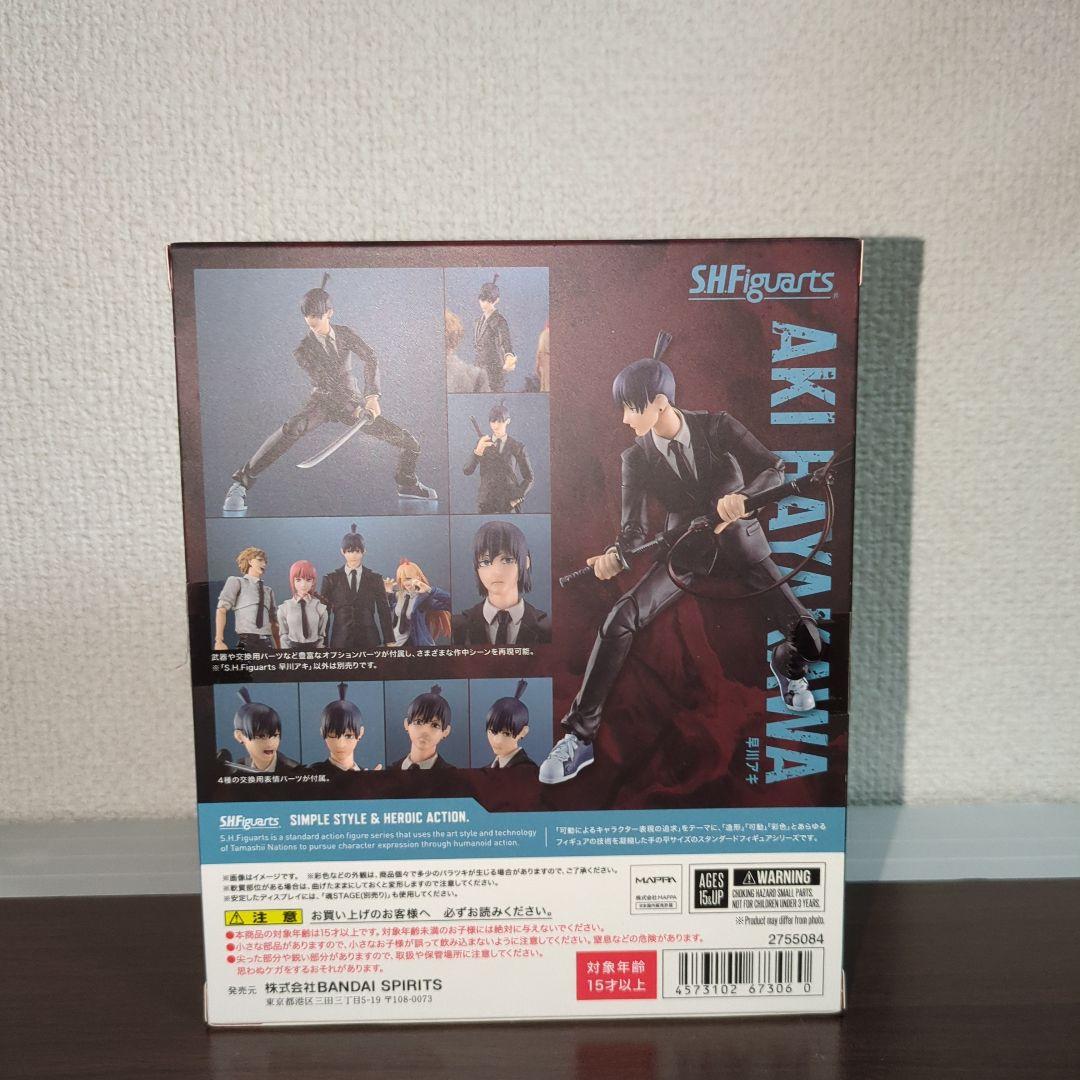 S.H.Figuarts
AKI HAYAKAWA
早川アキ
武器や交換用パーツなど豊富なオプションパーツが付属し、さまざまな作中シーンを再現可能。
※「S.H.Figuarts 早川アキ」以外は別売りです。
4種の交換用表情パーツが付属。
S.H.Figuarts SIMPLE STYLE & HEROIC ACTION.
S.H.Figuarts is a standard action figure series that uses the art style and technology
of Tamashii Nations to pursue character expression through humanoid action.
「可動によるキャラクター表現の追求」をテーマに、「造形」「可動」「彩色」とあらゆる
フィギュアの技術を凝縮した手の平サイズのスタンダードフィギュアシリーズです。
※画像はイメージです。 ※彩色などの外観は、商品個々で多少のバラツキが生じる場合がありますので、ご了承ください。
※軟質部位がある場合は、曲げたままにしておくと変形しますので注意してください。
※安定したディスプレイには、「魂STAGE(別売り)」も使用してください。
注意 お買い上げのお客様へ 必ずお読みください。
●本商品の対象年齢は15才以上です。対象年齢未満のお子様には絶対に与えないでください。
●小さな部品がありますので、小さなお子様が誤って飲み込まないように注意してください。窒息などの危険があります。
●尖った部分や鋭い部分がありますので、取扱や保管場所に注意してください。
思わぬケガをするおそれがあります。
発売元 株式会社BANDAI SPIRITS
東京都港区三田三丁目5-19 〒108-0073
MAPPA
株式会社MAPPA
AGES
15&UP
WARNING
CHOKING HAZARD SMALL PARTS.
NOT FOR CHILDREN UNDER 3 YEARS.
※Product may differ from photo.
2755084
対象年齢
15才以上
4573102 67306 0